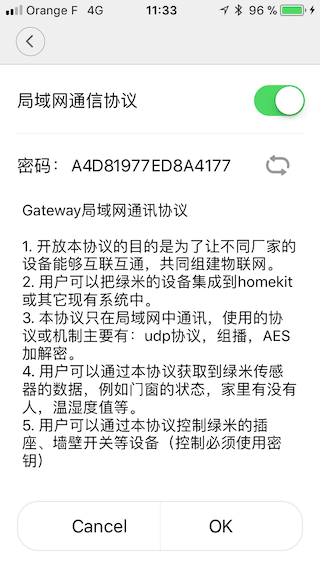 Orange F 4G 11:33 96 %
局域网通信协议
密码： A4D81977ED8A4177
Gateway局域网通讯协议
1. 开放本协议的目的是为了让不同厂家的
设备能够互联互通，共同组建物联网。
2. 用户可以把绿米的设备集成到homekit
或其它现有系统中。
3. 本协议只在局域网中通讯，使用的协
议或机制主要有：udp协议，组播，AES
加解密。
4. 用户可以通过本协议获取到绿米传感
器的数据，例如门窗的状态，家里有没有
人，温湿度值等。
5. 用户可以通过本协议控制绿米的插
座、墙壁开关等设备（控制必须使用密
钥）
Cancel OK